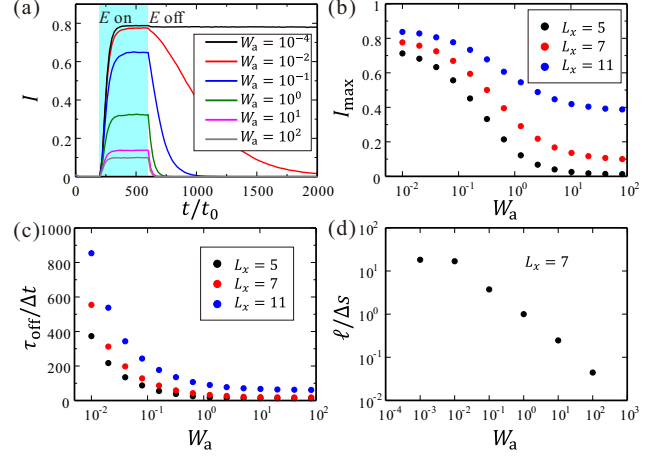 (a)
E on
E off
W_a = 10^-4
W_a = 10^-2
W_a = 10^-1
W_a = 10^0
W_a = 10^1
W_a = 10^2
I
0.8
0.6
0.4
0.2
0
0 500 1000 1500 2000
t/t_0
(b)
L_x = 5
L_x = 7
L_x = 11
I_max
1
0.8
0.6
0.4
0.2
0
10^-2 10^-1 10^0 10^1 10^2
W_a
(c)
L_x = 5
L_x = 7
L_x = 11
τ_off/Δt
1000
800
600
400
200
0
10^-2 10^-1 10^0 10^1 10^2
W_a
(d)
L_x = 7
ℓ/Δs
10^2
10^1
10^0
10^-1
10^-2
10^-4 10^-3 10^-2 10^-1 10^0 10^1 10^2 10^3
W_a